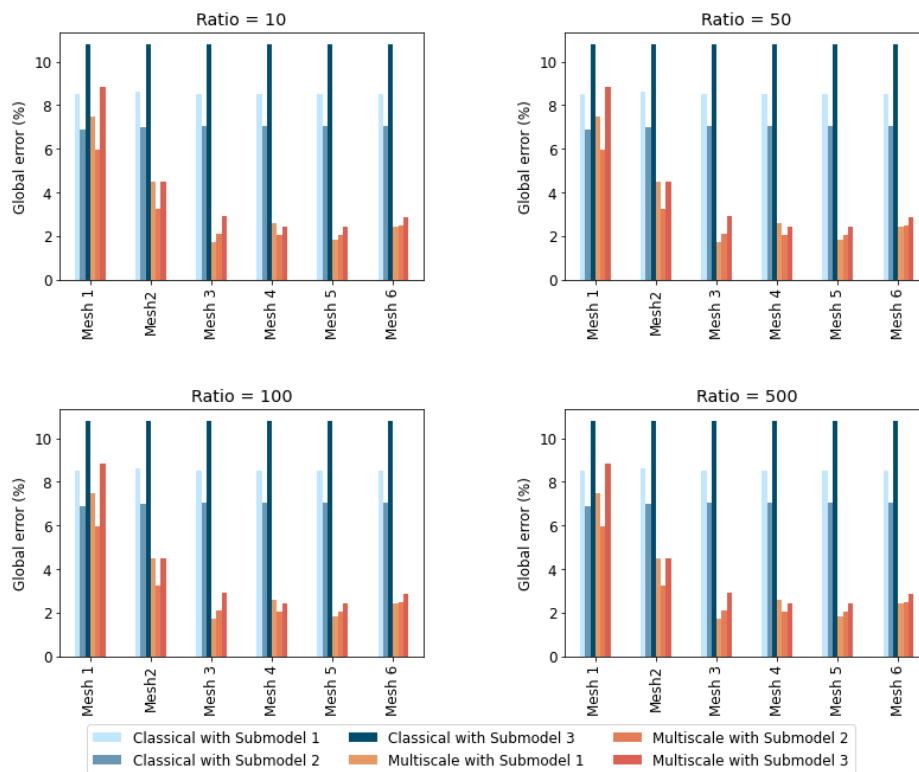 Ratio = 10
Global error (%)
10
8
6
4
2
0
Mesh 1
Mesh2
Mesh 3
Mesh 4
Mesh 5
Mesh 6
Ratio = 50
Global error (%)
10
8
6
4
2
0
Mesh 1
Mesh2
Mesh 3
Mesh 4
Mesh 5
Mesh 6
Ratio = 100
Global error (%)
10
8
6
4
2
0
Mesh 1
Mesh2
Mesh 3
Mesh 4
Mesh 5
Mesh 6
Ratio = 500
Global error (%)
10
8
6
4
2
0
Mesh 1
Mesh2
Mesh 3
Mesh 4
Mesh 5
Mesh 6
Classical with Submodel 1
Classical with Submodel 2
Classical with Submodel 3
Multiscale with Submodel 1
Multiscale with Submodel 2
Multiscale with Submodel 3